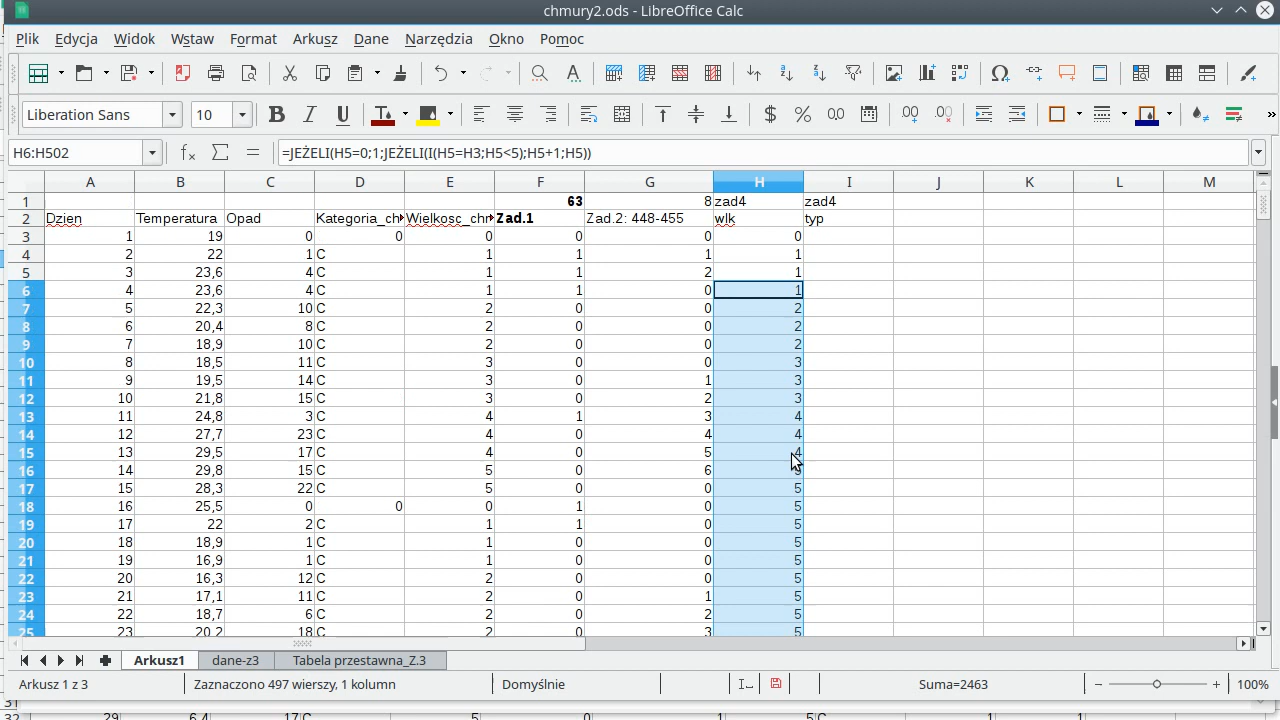 chmury2.ods - LibreOffice Calc
Plik Edycja Widok Wstaw Format Arkusz Dane Narzędzia Okno Pomoc
Liberation Sans 10
H6:H502 =JEŻELI(H5=0;1;JEŻELI(I(H5=H3;H5<5);H5+1;H5))
A B C D E F G H I J K L M
1 63 8 zad4 zad4
2 Dzien Temperatura Opad Kategoria_ch Wielkosc_chr Zad.1 Zad.2: 448-455 wlk typ
3 1 19 0 0 0 0 0 0
4 2 22 1 C 1 1 1 1
5 3 23,6 4 C 1 1 2 1
6 4 23,6 4 C 1 1 0 1
7 5 22,3 10 C 2 0 0 2
8 6 20,4 8 C 2 0 0 2
9 7 18,9 10 C 2 0 0 2
10 8 18,5 11 C 3 0 0 3
11 9 19,5 14 C 3 0 1 3
12 10 21,8 15 C 3 0 2 3
13 11 24,8 3 C 4 1 3 4
14 12 27,7 23 C 4 0 4 4
15 13 29,5 17 C 4 0 5 4
16 14 29,8 15 C 5 0 6 5
17 15 28,3 22 C 5 0 0 5
18 16 25,5 0 0 0 1 0 5
19 17 22 2 C 1 1 0 5
20 18 18,9 1 C 1 0 0 5
21 19 16,9 1 C 1 0 0 5
22 20 16,3 12 C 2 0 0 5
23 21 17,1 11 C 2 0 1 5
24 22 18,7 6 C 2 0 2 5
25 23 20,2 18 C 2 0 3 5
Arkusz1 dane-z3 Tabela przestawna_Z.3
Arkusz 1 z 3 Zaznaczono 497 wierszy, 1 kolumn Domyślnie Suma=2463 100%
32 29 6,4 17 C 5 0 1 5 C 1 1